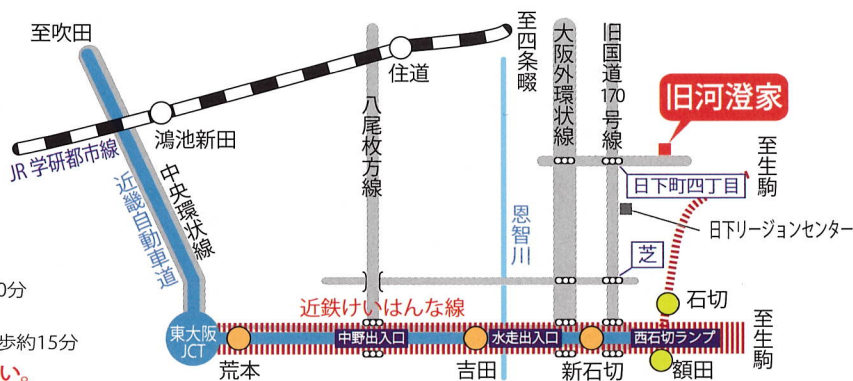 至吹田
住道
至四条畷
大阪外環状線
旧国道170号線
旧河澄家
鴻池新田
JR学研都市線
近畿自動車道
中央環状線
八尾枚方線
恩智川
至生駒
日下町四丁目
日下リージョンセンター
芝
0分
歩約15分
い。
近鉄けいはんな線
石切
東大阪
JCT
中野出入口
水走出入口
西石切ランプ
至生駒
荒本
吉田
新石切
額田